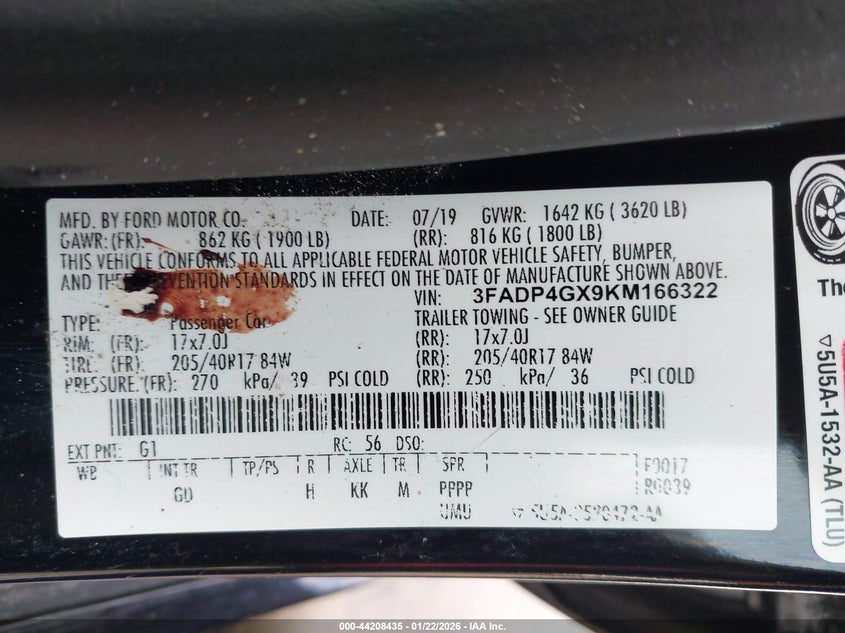 MFD. BY FORD MOTOR CO. DATE: 07/19 GVWR: 1642 KG ( 3620 LB)
GAWR: (FR): 862 KG ( 1900 LB) (RR): 816 KG ( 1800 LB)
THIS VEHICLE CONFORMS TO ALL APPLICABLE FEDERAL MOTOR VEHICLE SAFETY, BUMPER,
AND STANDARDS IN EFFECT ON THE DATE OF MANUFACTURE SHOWN ABOVE.
VIN: 3FADP4GX9KM166322
TYPE: Passenger Car TRAILER TOWING - SEE OWNER GUIDE
RIM: (FR): 17x7.0J (RR): 17x7.0J
TIRE: (FR): 205/40R17 84W (RR): 205/40R17 84W
PRESSURE: (FR): 270 kPa/ 39 PSI COLD (RR): 250 kPa/ 36 PSI COLD
EXT PNT: G1 RC: 56 DSO:
WB INT TR TP/PS R AXLE TR SPR F0017
GU H KK M PPPP R0039
UMU
The
▽5U5A-1532-AA (TLU)
000-44208435 - 01/22/2026 - IAA Inc.